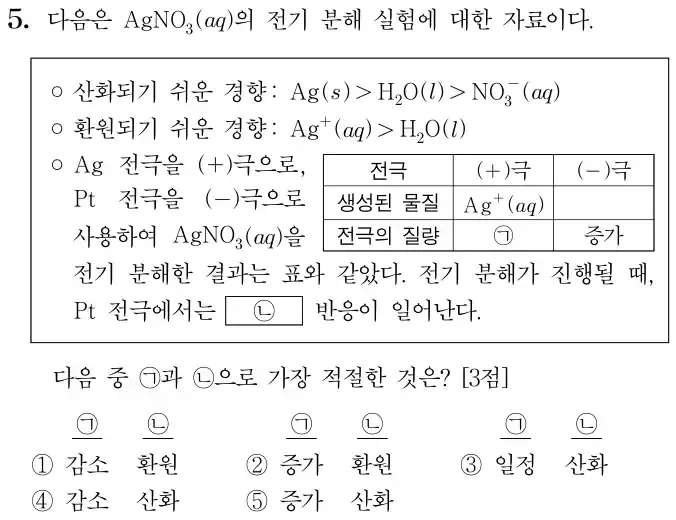 5. 다음은 AgNO₃(aq)의 전기 분해 실험에 대한 자료이다.
○ 산화되기 쉬운 경향: Ag(s)>H₂O(l)>NO₃⁻(aq)
○ 환원되기 쉬운 경향: Ag⁺(aq)>H₂O(l)
○ Ag 전극을 (+)극으로,
Pt 전극을 (-)극으로
사용하여 AgNO₃(aq)을
전극 (+)극 (-)극
생성된 물질 Ag⁺(aq)
전극의 질량 ㉠ 증가
전기 분해한 결과는 표와 같았다. 전기 분해가 진행될 때,
Pt 전극에서는 ㉡ 반응이 일어난다.
다음 중 ㉠과 ㉡으로 가장 적절한 것은? [3점]
㉠ ㉡ ㉠ ㉡ ㉠ ㉡
① 감소 환원 ② 증가 환원 ③ 일정 산화
④ 감소 산화 ⑤ 증가 산화